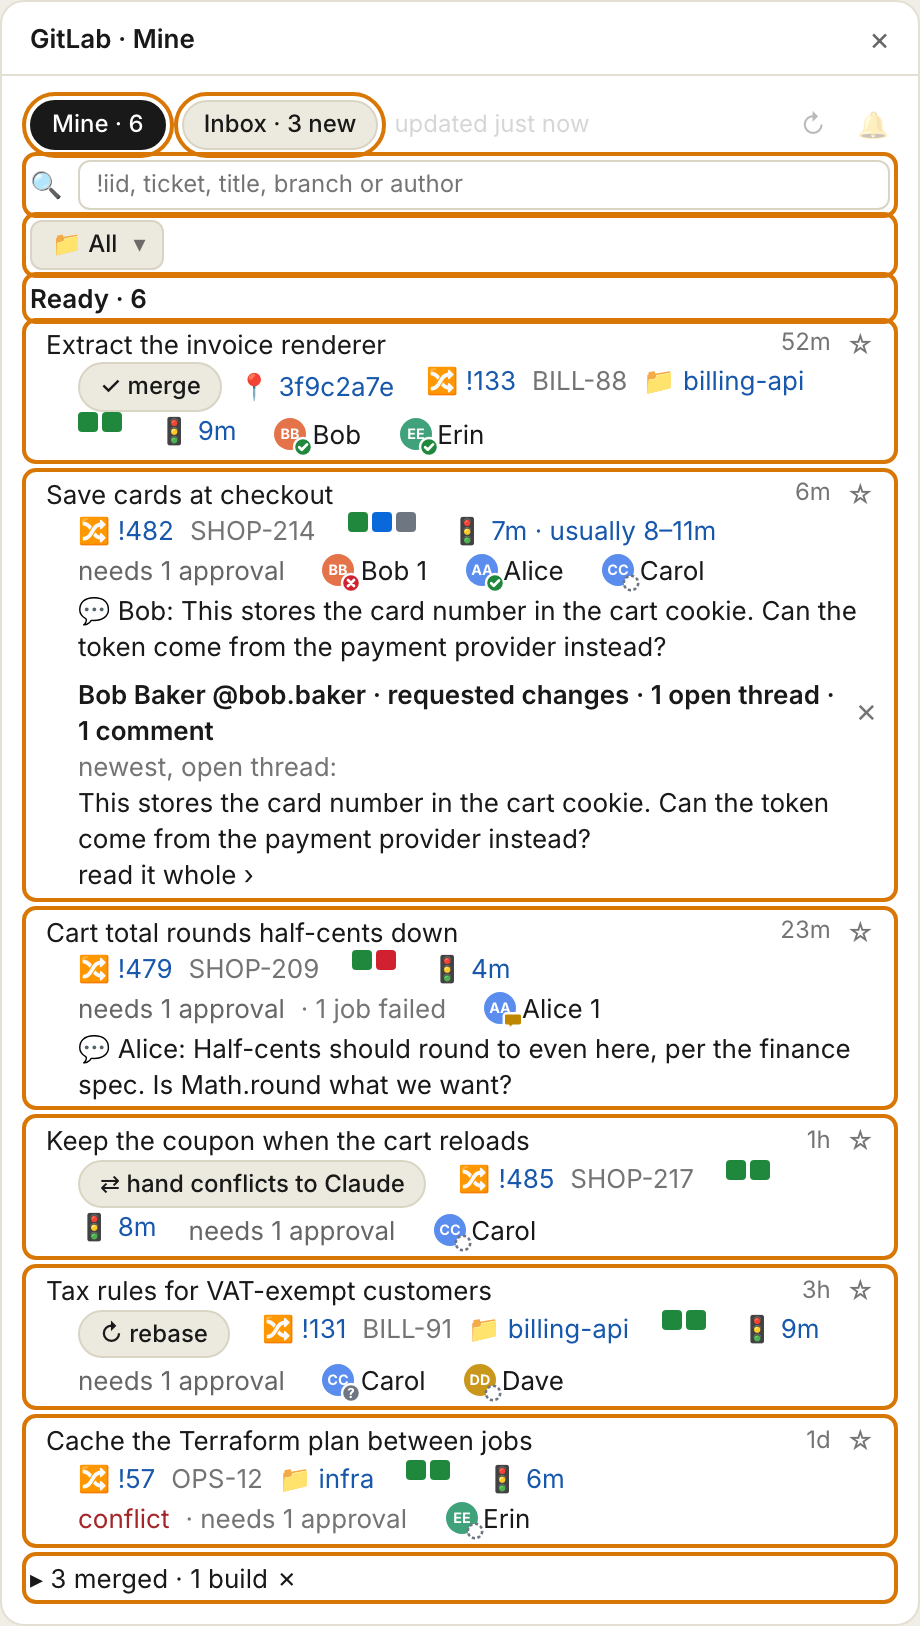 GitLab · Mine ×
Mine · 6 Inbox · 3 new updated just now
!iid, ticket, title, branch or author
All ▾
Ready · 6
Extract the invoice renderer 52m
✓ merge 3f9c2a7e !133 BILL-88 billing-api
9m BB Bob EE Erin
Save cards at checkout 6m
!482 SHOP-214 7m · usually 8–11m
needs 1 approval BB Bob 1 AA Alice CC Carol
Bob: This stores the card number in the cart cookie. Can the
token come from the payment provider instead?
Bob Baker @bob.baker · requested changes · 1 open thread ·
1 comment
×
newest, open thread:
This stores the card number in the cart cookie. Can the token
come from the payment provider instead?
read it whole ›
Cart total rounds half-cents down 23m
!479 SHOP-209 4m
needs 1 approval · 1 job failed AA Alice 1
Alice: Half-cents should round to even here, per the finance
spec. Is Math.round what we want?
Keep the coupon when the cart reloads 1h
⇄ hand conflicts to Claude !485 SHOP-217
8m needs 1 approval CC Carol
Tax rules for VAT-exempt customers 3h
↻ rebase !131 BILL-91 billing-api 9m
needs 1 approval CC ? Carol DD Dave
Cache the Terraform plan between jobs 1d
!57 OPS-12 infra 6m
conflict · needs 1 approval EE Erin
▸ 3 merged · 1 build ×